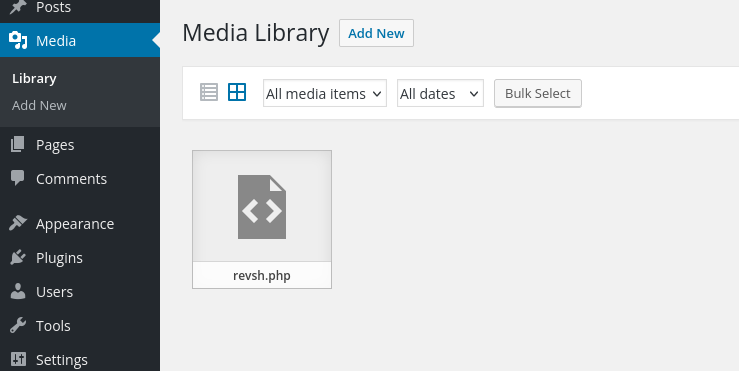 Posts
Media
Library
Add New
Pages
Comments
Appearance
Plugins
Users
Tools
Settings
Media Library Add New
All media items All dates Bulk Select
revsh.php